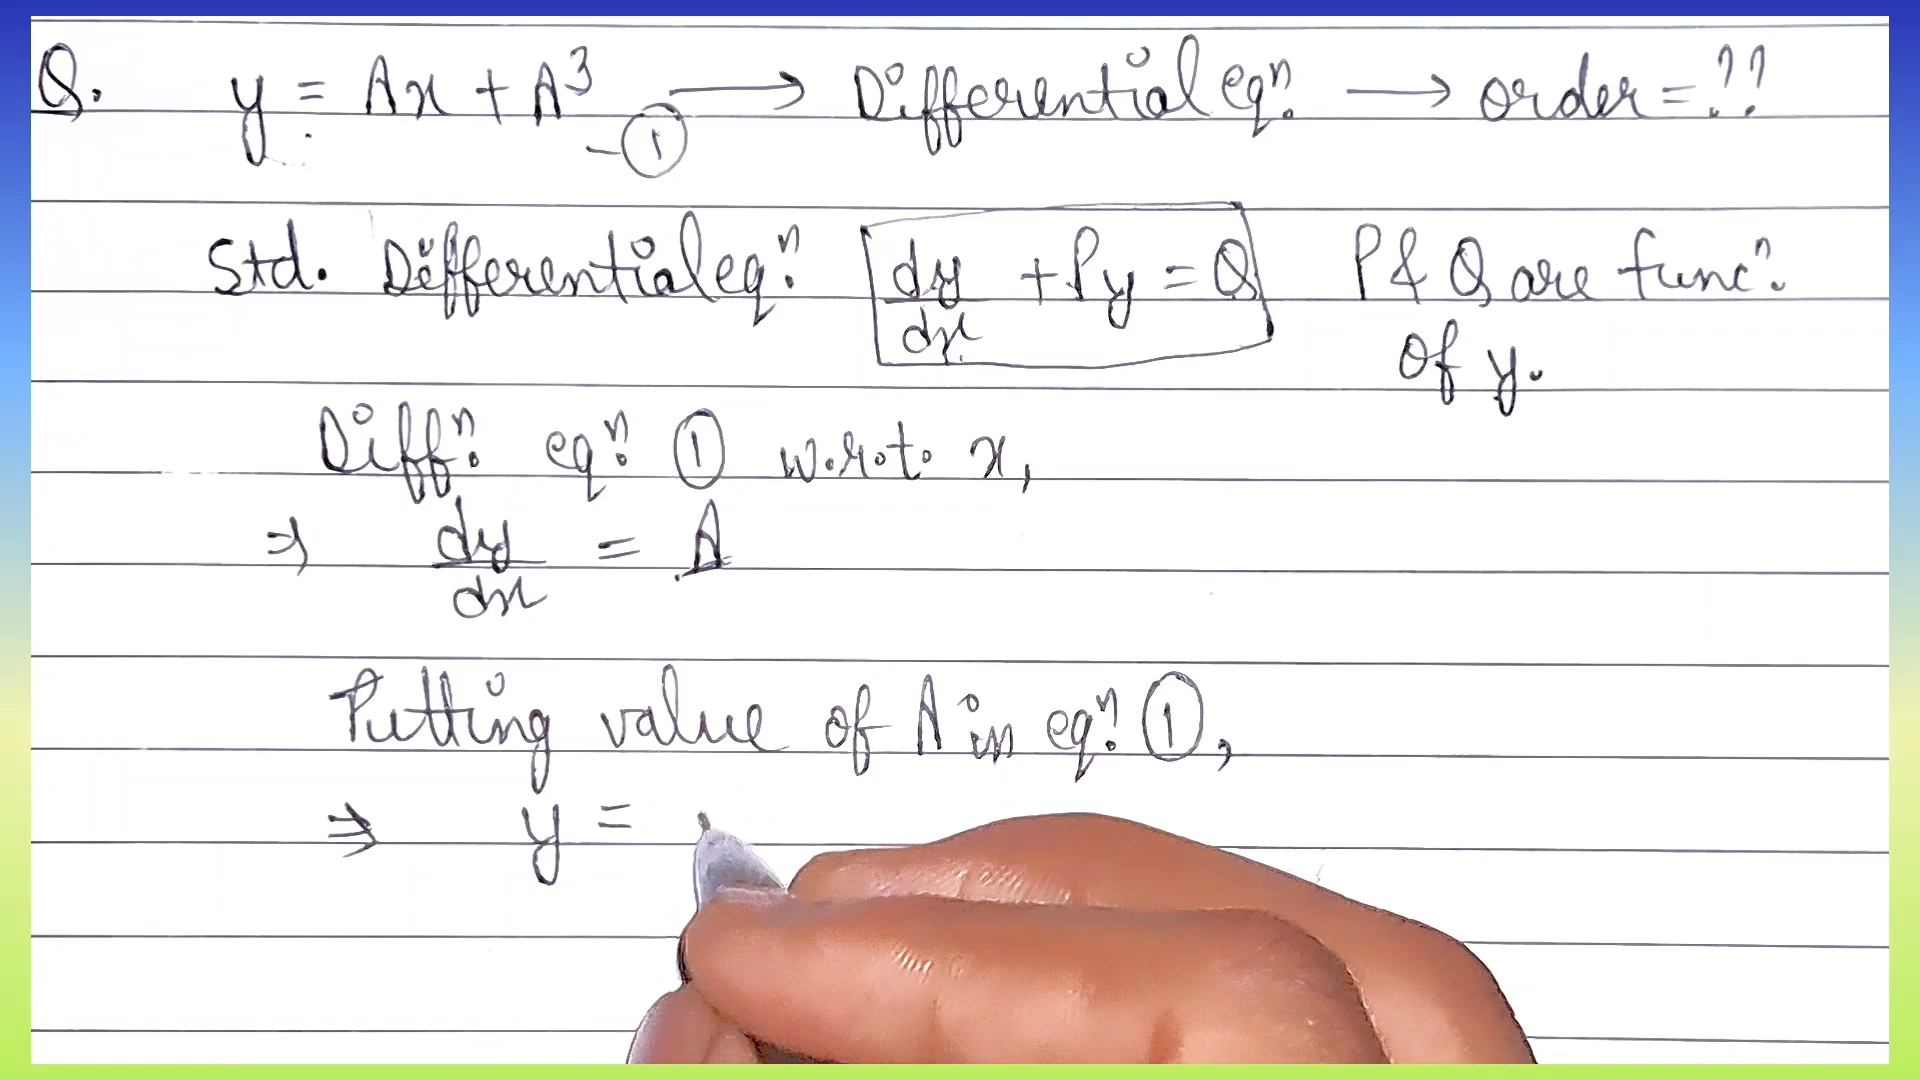 Q. y = Ax + A³ –① ⟶ Differential eqⁿ. ⟶ order = ??
Std. Differential eqⁿ. dy/dx + Py = Q P & Q are funcⁿ.
of y.
Diffⁿ. eqⁿ. ① w.r.to. x,
⇒ dy/dx = A
Putting value of A in eqⁿ. ①,
⇒ y =